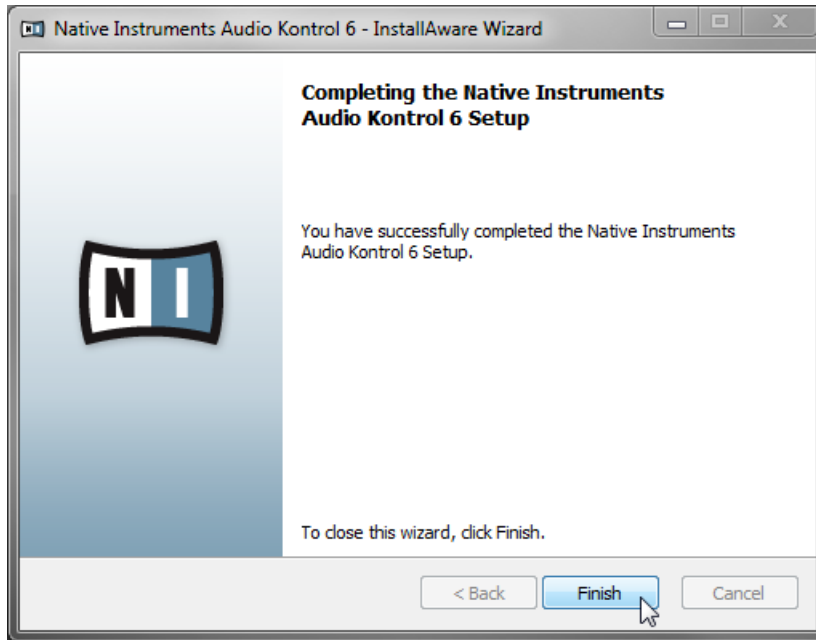 Native Instruments Audio Kontrol 6 - InstallAware Wizard
Completing the Native Instruments
Audio Kontrol 6 Setup
You have successfully completed the Native Instruments
Audio Kontrol 6 Setup.
NI
To close this wizard, click Finish.
< Back Finish Cancel